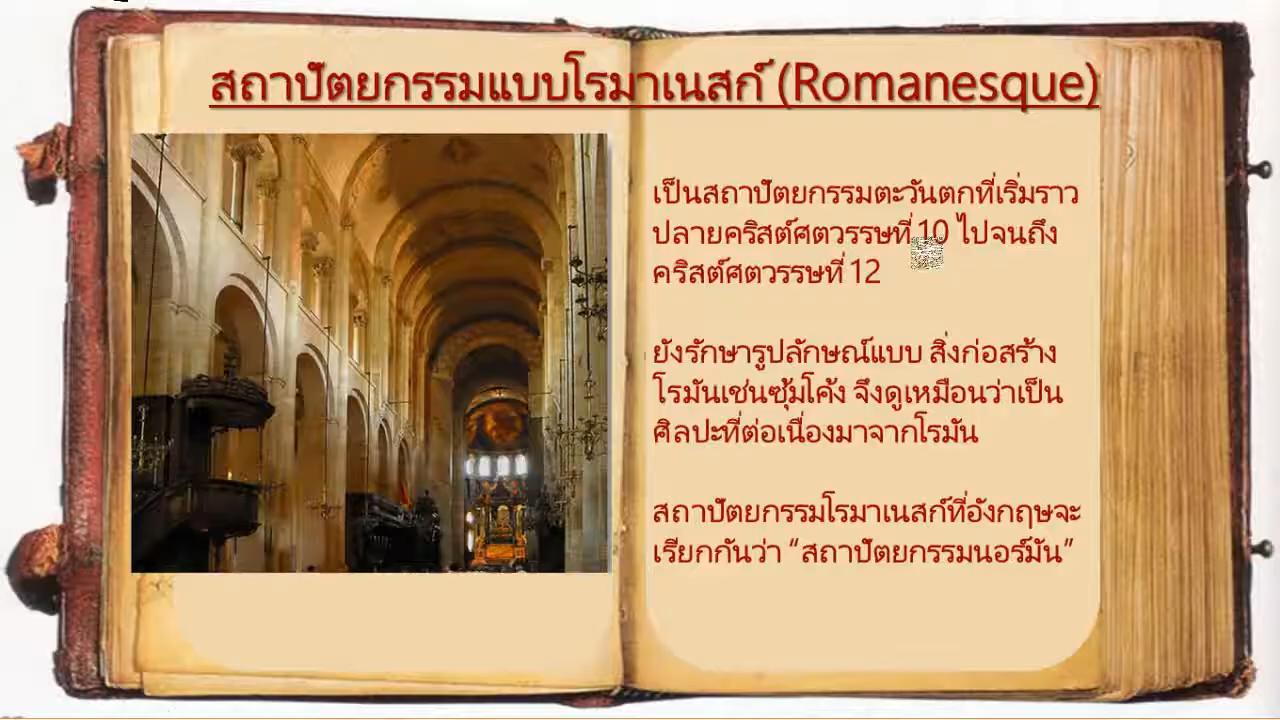 สถาปัตยกรรมแบบโรมาเนสก์ (Romanesque)
เป็นสถาปัตยกรรมตะวันตกที่เริ่มราว
ปลายคริสต์ศตวรรษที่ 10 ไปจนถึง
คริสต์ศตวรรษที่ 12
ยังรักษารูปลักษณ์แบบ สิ่งก่อสร้าง
โรมันเช่นซุ้มโค้ง จึงดูเหมือนว่าเป็น
ศิลปะที่ต่อเนื่องมาจากโรมัน
สถาปัตยกรรมโรมาเนสก์ที่อังกฤษจะ
เรียกกันว่า “สถาปัตยกรรมนอร์มัน”